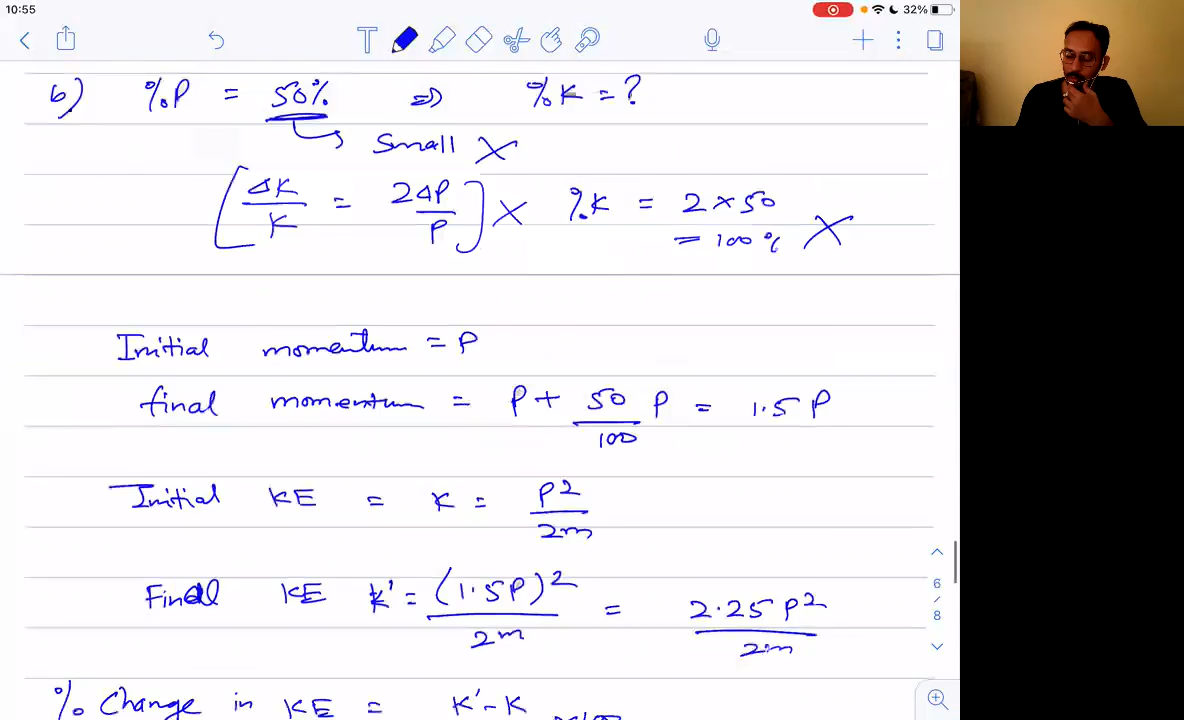 10:55
32%
T
b) %P = 50% ⇒ %K = ?
Small ✗
[ΔK/K = 2ΔP/P] ✗ %K = 2 × 50
= 100% ✗
Initial momentum = P
final momentum = P + 50/100 P = 1.5 P
Initial KE = K = P²/2m
Final KE K' = (1.5P)²/2m = 2.25 P²/2m
6
/
8
% Change in KE = K' - K ×100